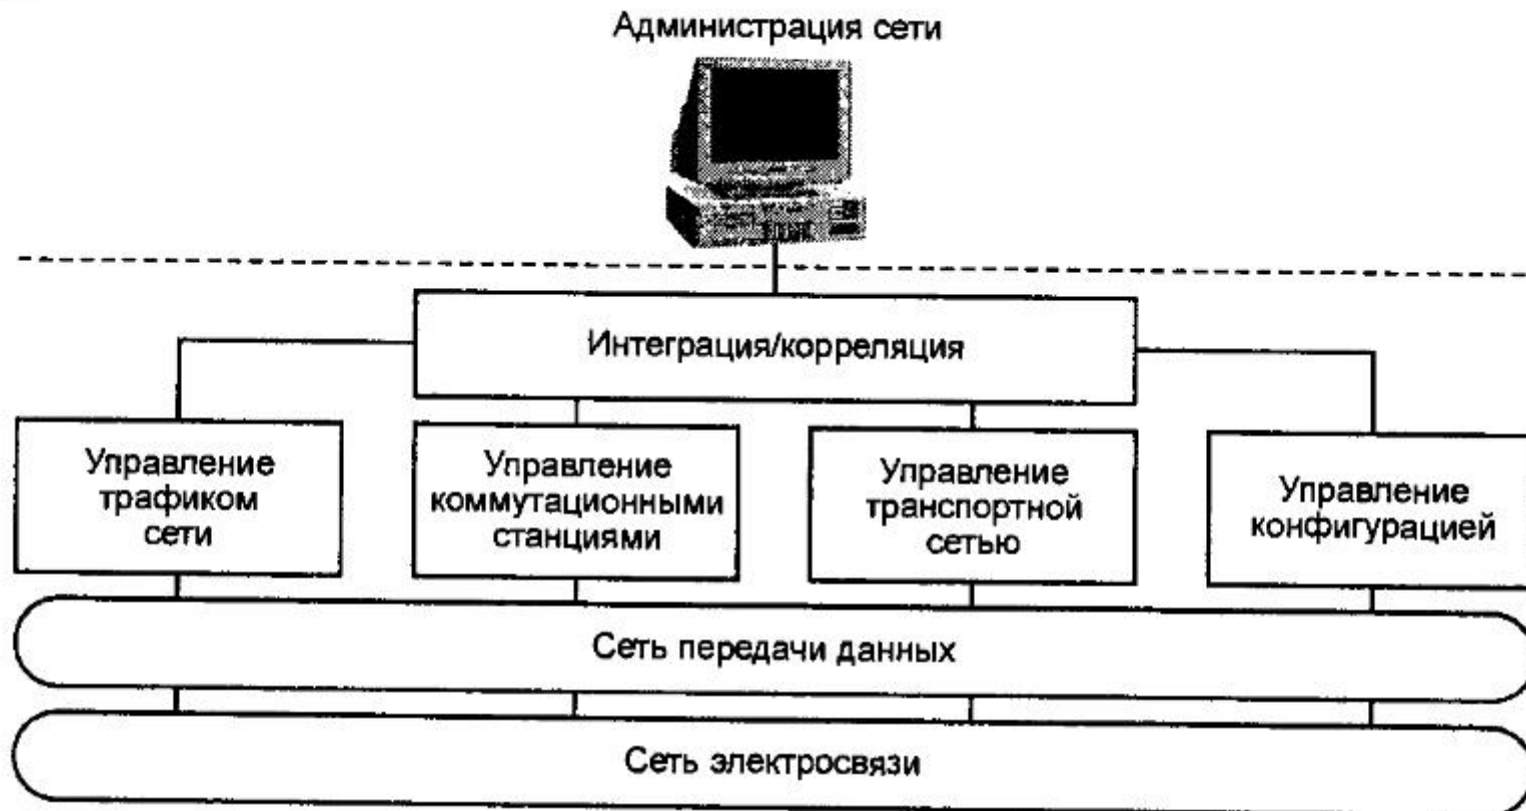 Администрация сети
Интеграция/корреляция
Управление
трафиком
сети
Управление
коммутационными
станциями
Управление
транспортной
сетью
Управление
конфигурацией
Сеть передачи данных
Сеть электросвязи